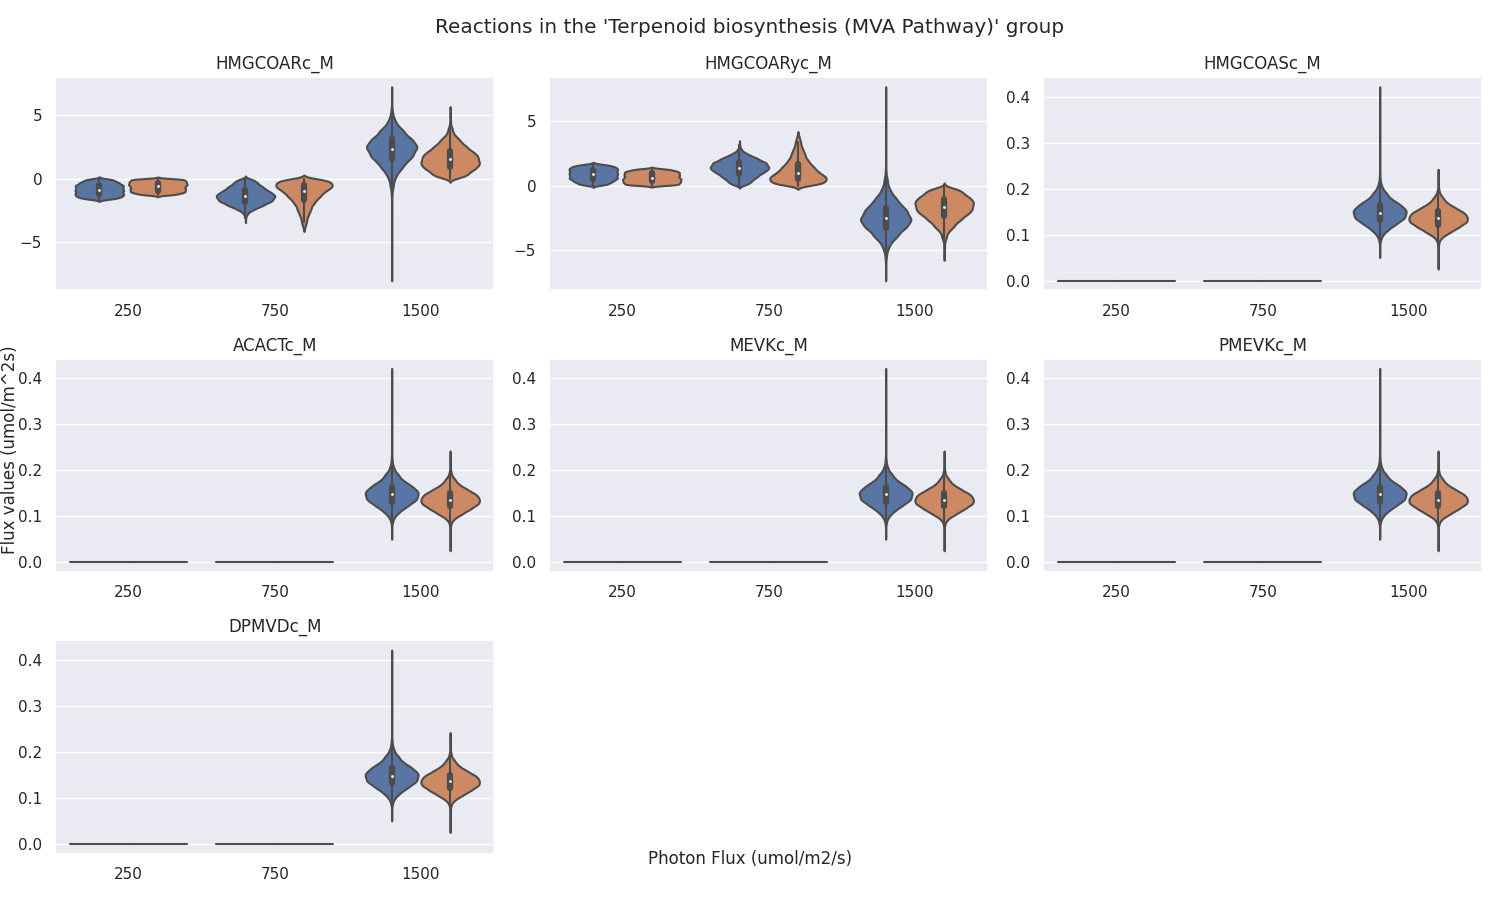 Reactions in the 'Terpenoid biosynthesis (MVA Pathway)' group
HMGCOARc_M
5
0
−5
250 750 1500
HMGCOARyc_M
5
0
−5
250 750 1500
HMGCOASc_M
0.4
0.3
0.2
0.1
0.0
250 750 1500
Flux values (umol/m^2s)
ACACTc_M
0.4
0.3
0.2
0.1
0.0
250 750 1500
MEVKc_M
0.4
0.3
0.2
0.1
0.0
250 750 1500
PMEVKc_M
0.4
0.3
0.2
0.1
0.0
250 750 1500
DPMVDc_M
0.4
0.3
0.2
0.1
0.0
250 750 1500
Photon Flux (umol/m2/s)